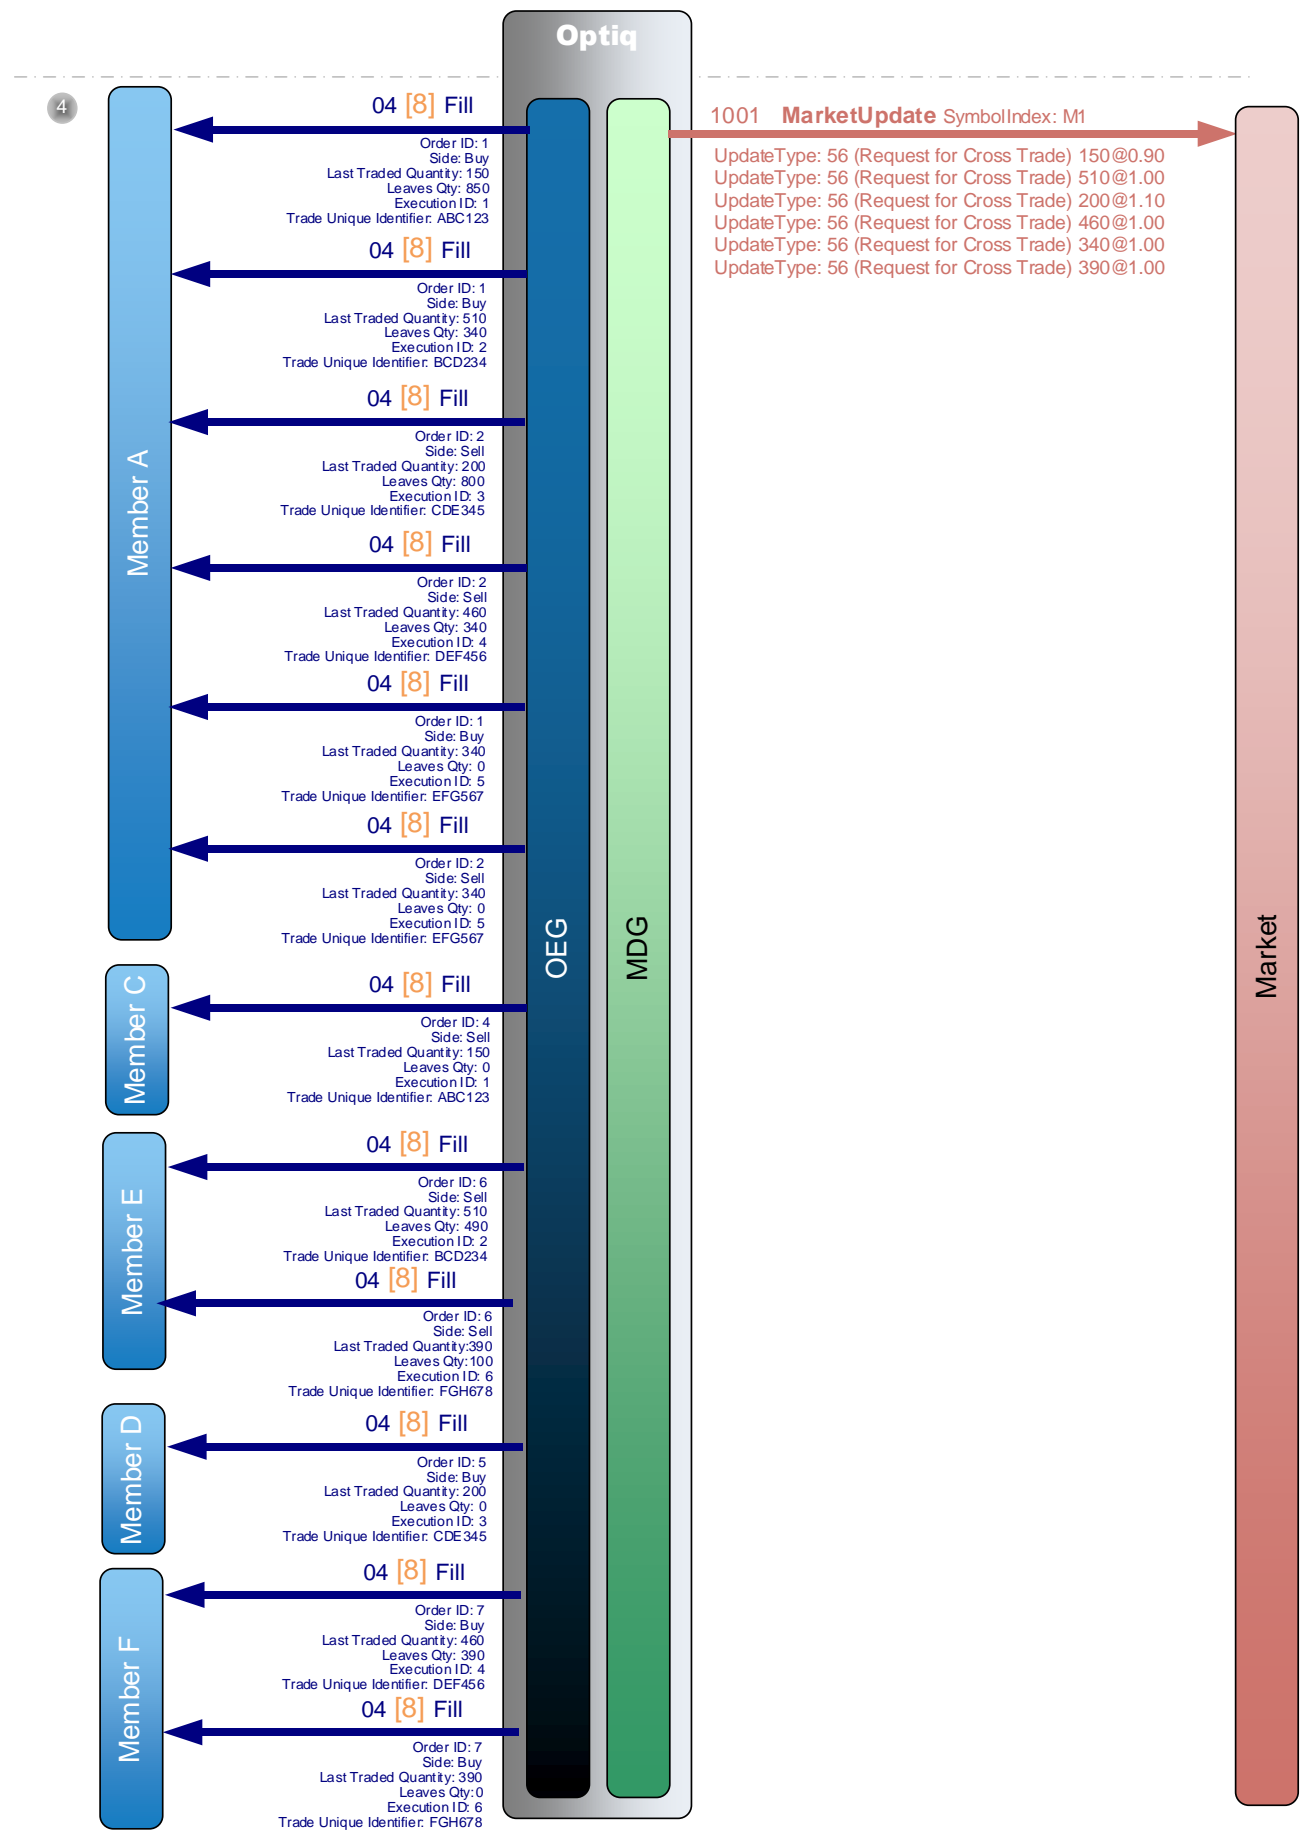 Optiq
4
Member A
04 [8] Fill
Order ID: 1
Side: Buy
Last Traded Quantity: 150
Leaves Qty: 850
Execution ID: 1
Trade Unique Identifier: ABC123
04 [8] Fill
Order ID: 1
Side: Buy
Last Traded Quantity: 510
Leaves Qty: 340
Execution ID: 2
Trade Unique Identifier: BCD234
04 [8] Fill
Order ID: 2
Side: Sell
Last Traded Quantity: 200
Leaves Qty: 800
Execution ID: 3
Trade Unique Identifier: CDE345
04 [8] Fill
Order ID: 2
Side: Sell
Last Traded Quantity: 460
Leaves Qty: 340
Execution ID: 4
Trade Unique Identifier: DEF456
04 [8] Fill
Order ID: 1
Side: Buy
Last Traded Quantity: 340
Leaves Qty: 0
Execution ID: 5
Trade Unique Identifier: EFG567
04 [8] Fill
Order ID: 2
Side: Sell
Last Traded Quantity: 340
Leaves Qty: 0
Execution ID: 5
Trade Unique Identifier: EFG567
Member C
04 [8] Fill
Order ID: 4
Side: Sell
Last Traded Quantity: 150
Leaves Qty: 0
Execution ID: 1
Trade Unique Identifier: ABC123
Member E
04 [8] Fill
Order ID: 6
Side: Sell
Last Traded Quantity: 510
Leaves Qty: 490
Execution ID: 2
Trade Unique Identifier: BCD234
04 [8] Fill
Order ID: 6
Side: Sell
Last Traded Quantity:390
Leaves Qty:100
Execution ID: 6
Trade Unique Identifier: FGH678
Member D
04 [8] Fill
Order ID: 5
Side: Buy
Last Traded Quantity: 200
Leaves Qty: 0
Execution ID: 3
Trade Unique Identifier: CDE345
Member F
04 [8] Fill
Order ID: 7
Side: Buy
Last Traded Quantity: 460
Leaves Qty: 390
Execution ID: 4
Trade Unique Identifier: DEF456
04 [8] Fill
Order ID: 7
Side: Buy
Last Traded Quantity: 390
Leaves Qty:0
Execution ID: 6
Trade Unique Identifier: FGH678
OEG
MDG
1001 MarketUpdate SymbolIndex: M1
UpdateType: 56 (Request for Cross Trade) 150@0.90
UpdateType: 56 (Request for Cross Trade) 510@1.00
UpdateType: 56 (Request for Cross Trade) 200@1.10
UpdateType: 56 (Request for Cross Trade) 460@1.00
UpdateType: 56 (Request for Cross Trade) 340@1.00
UpdateType: 56 (Request for Cross Trade) 390@1.00
Market